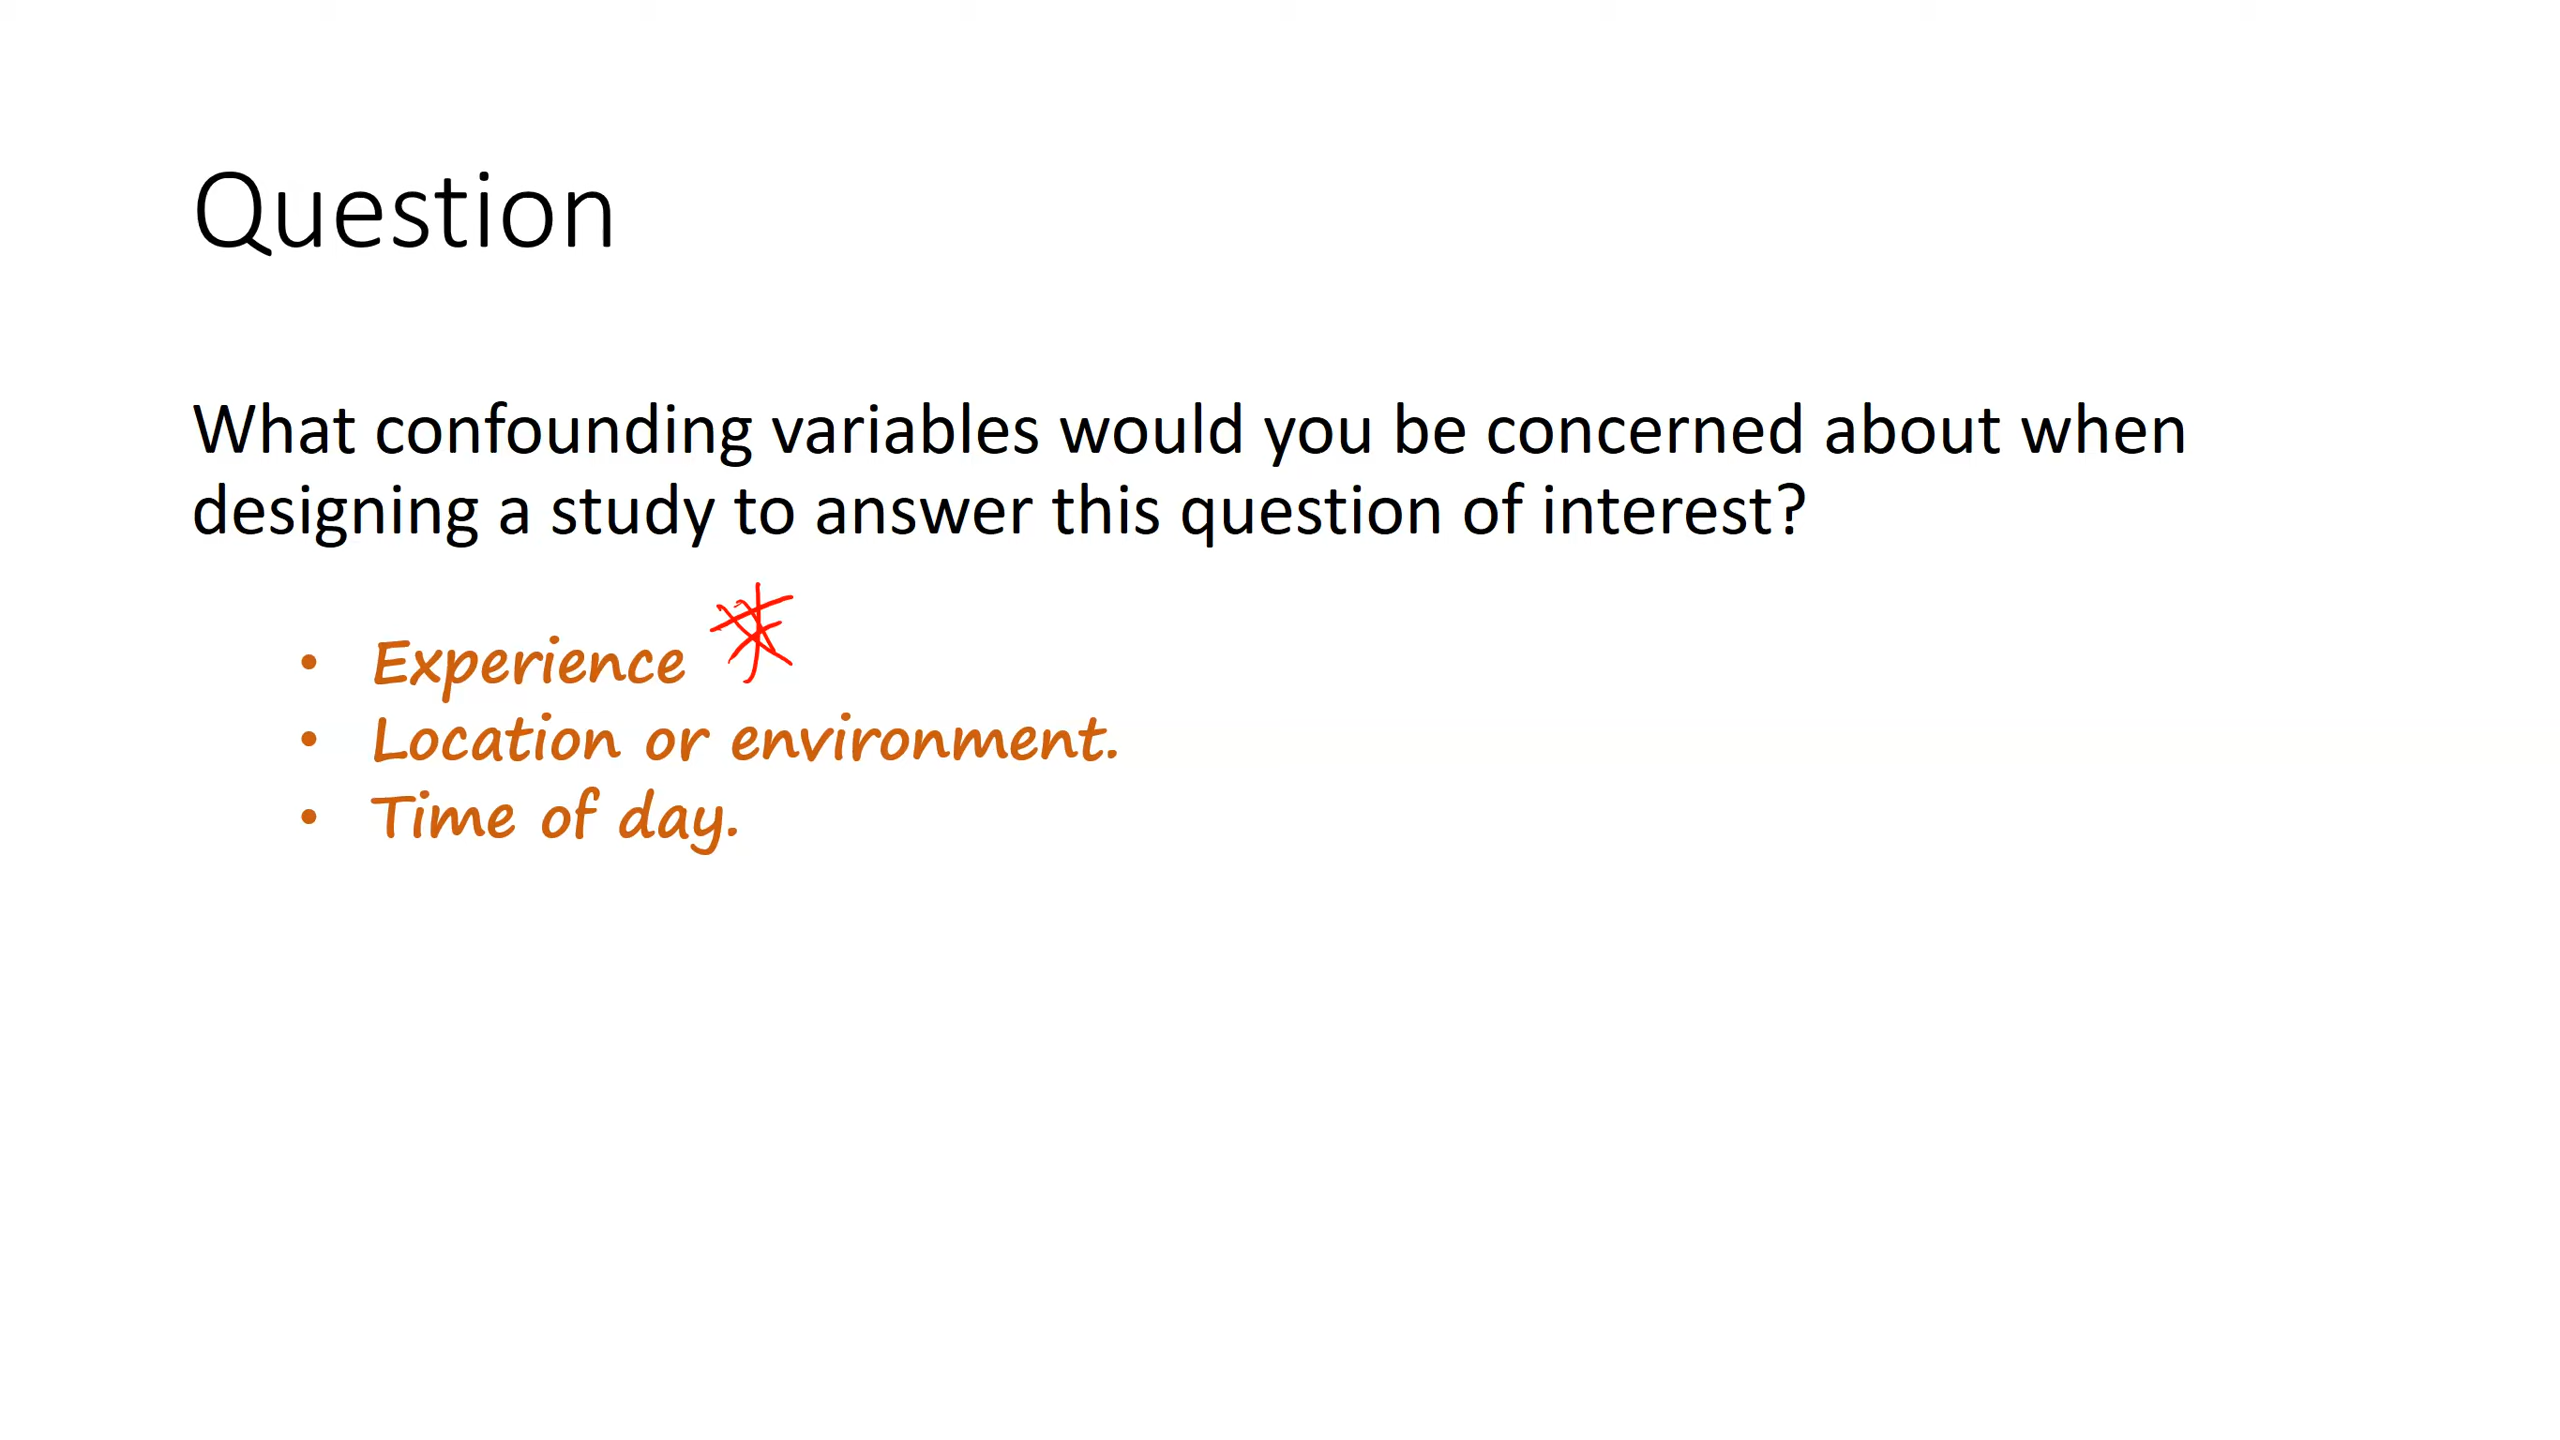 Question
What confounding variables would you be concerned about when
designing a study to answer this question of interest?
• Experience
• Location or environment.
• Time of day.